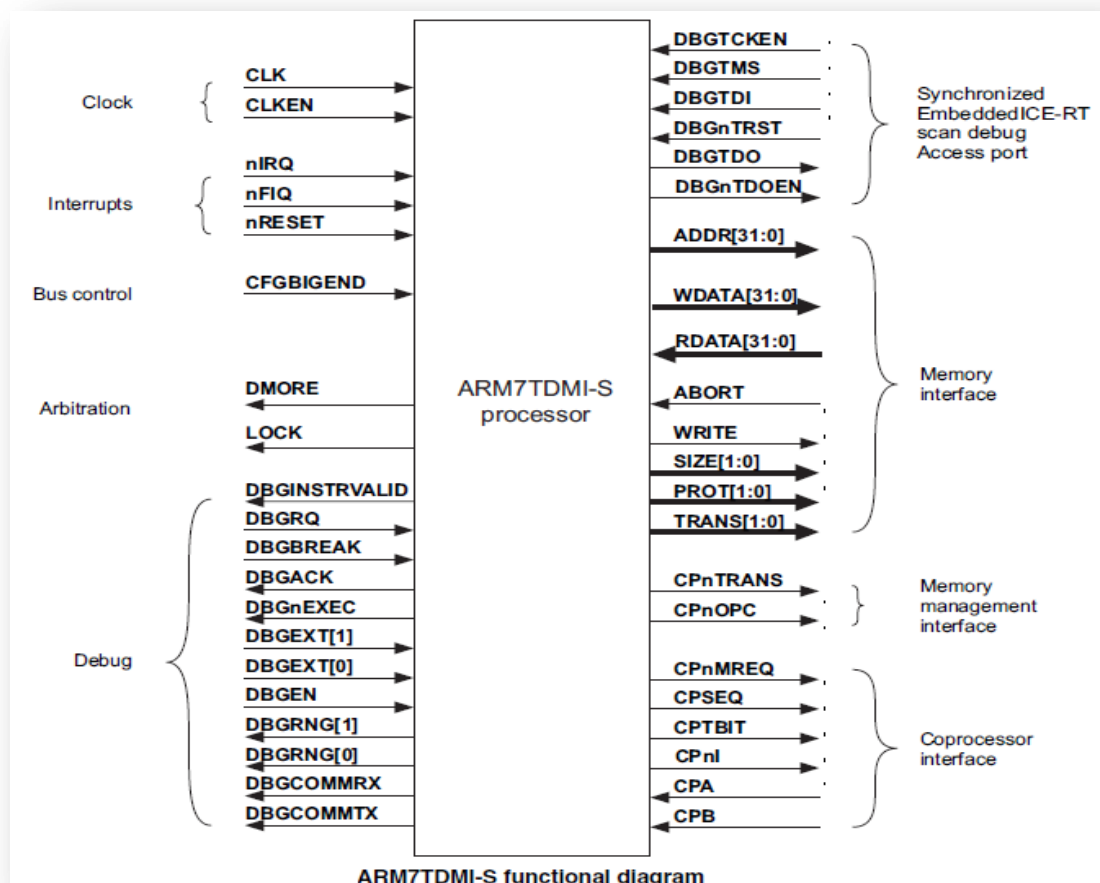 Clock
CLK
CLKEN
Interrupts
nIRQ
nFIQ
nRESET
Bus control
CFGBIGEND
Arbitration
DMORE
LOCK
Debug
DBGINSTRVALID
DBGRQ
DBGBREAK
DBGACK
DBGnEXEC
DBGEXT[1]
DBGEXT[0]
DBGEN
DBGRNG[1]
DBGRNG[0]
DBGCOMMRX
DBGCOMMTX
ARM7TDMI-S
processor
DBGTCKEN
DBGTMS
DBGTDI
DBGnTRST
DBGTDO
DBGnTDOEN
Synchronized
EmbeddedICE-RT
scan debug
Access port
ADDR[31:0]
WDATA[31:0]
RDATA[31:0]
ABORT
WRITE
SIZE[1:0]
PROT[1:0]
TRANS[1:0]
Memory
interface
CPnTRANS
CPnOPC
Memory
management
interface
CPnMREQ
CPSEQ
CPTBIT
CPnI
CPA
CPB
Coprocessor
interface
ARM7TDMI-S functional diagram